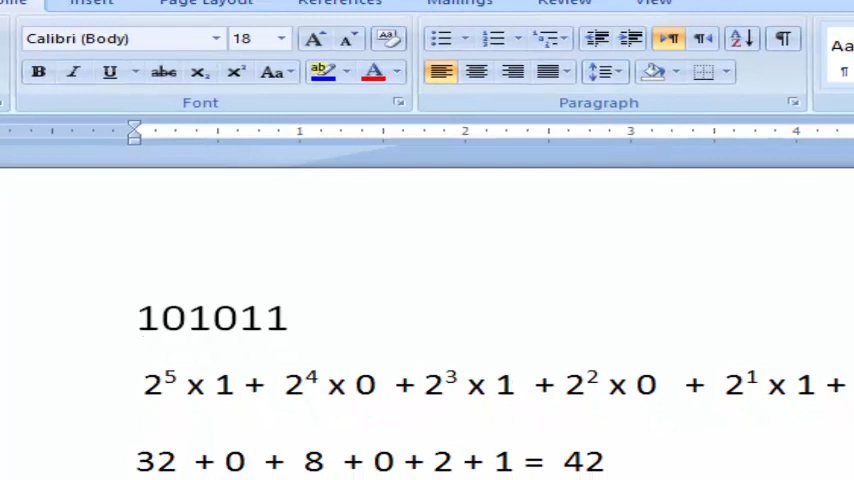 Insert Page Layout References Mailings Review View
Calibri (Body) 18 A A Aa
B I U abc X₂ X² Aa ab A A Z ¶
Font Paragraph
1 2 3 4
101011
2⁵ x 1 + 2⁴ x 0 + 2³ x 1 + 2² x 0 + 2¹ x 1 +
32 + 0 + 8 + 0 + 2 + 1 = 42